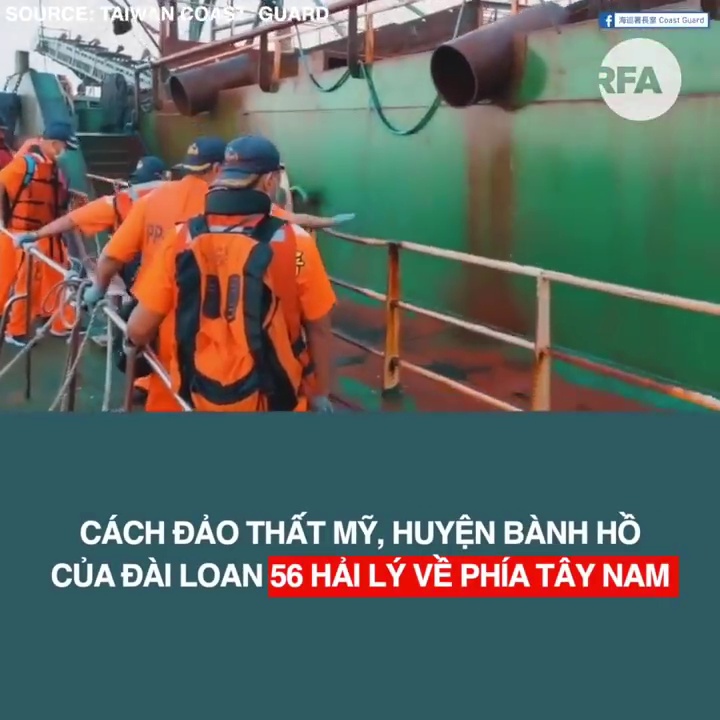 SOURCE: TAIWAN COAST GUARD
海巡署長室 Coast Guard
RFA
CÁCH ĐẢO THẤT MỸ, HUYỆN BÀNH HỒ
CỦA ĐÀI LOAN 56 HẢI LÝ VỀ PHÍA TÂY NAM